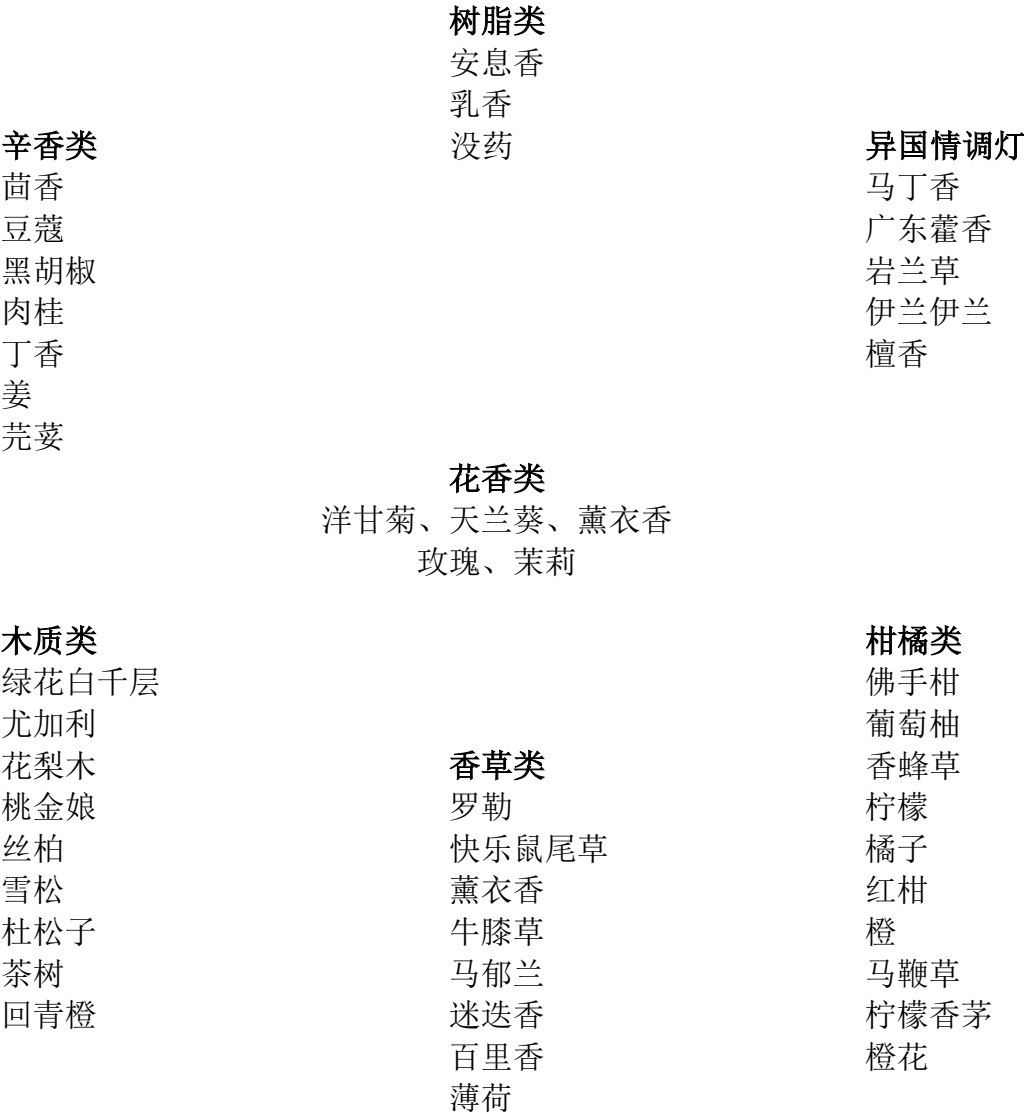 树脂类
安息香
乳香
没药
辛香类
茴香
豆蔻
黑胡椒
肉桂
丁香
姜
芫荽
异国情调灯
马丁香
广东藿香
岩兰草
伊兰伊兰
檀香
花香类
洋甘菊、天兰葵、薰衣香
玫瑰、茉莉
木质类
绿花白千层
尤加利
花梨木
桃金娘
丝柏
雪松
杜松子
茶树
回青橙
香草类
罗勒
快乐鼠尾草
薰衣香
牛膝草
马郁兰
迷迭香
百里香
薄荷
柑橘类
佛手柑
葡萄柚
香蜂草
柠檬
橘子
红柑
橙
马鞭草
柠檬香茅
橙花